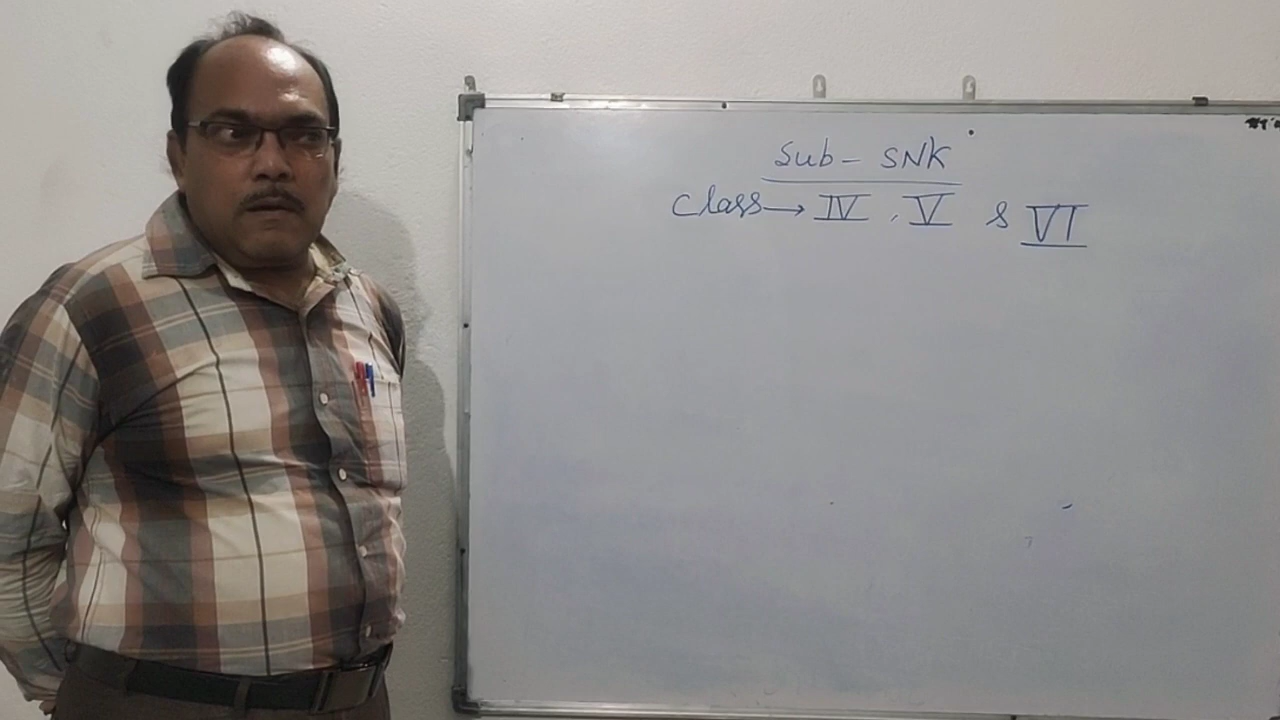 Sub - SNK
Class → IV, V & VI